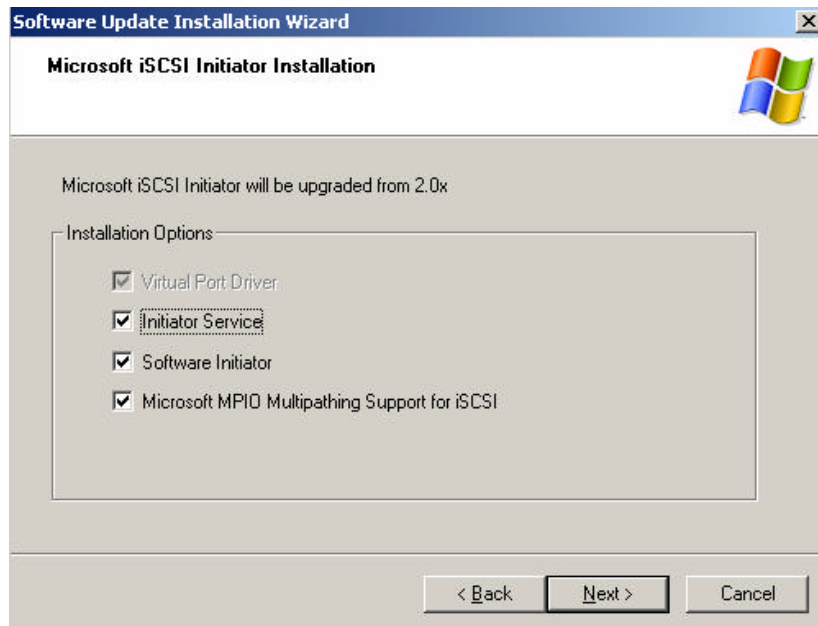 Software Update Installation Wizard
Microsoft iSCSI Initiator Installation
Microsoft iSCSI Initiator will be upgraded from 2.0x
Installation Options
Virtual Port Driver
Initiator Service
Software Initiator
Microsoft MPIO Multipathing Support for iSCSI
< Back Next > Cancel